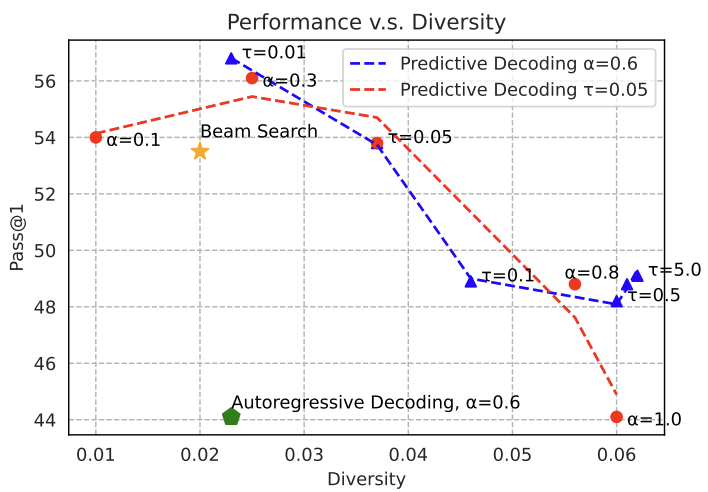 Performance v.s. Diversity
Predictive Decoding α=0.6
Predictive Decoding τ=0.05
τ=0.01
α=0.3
Beam Search
α=0.1
τ=0.05
τ=0.1
α=0.8
τ=5.0
τ=0.5
Autoregressive Decoding, α=0.6
α=1.0
Pass@1
56
54
52
50
48
46
44
0.01
0.02
0.03
0.04
0.05
0.06
Diversity